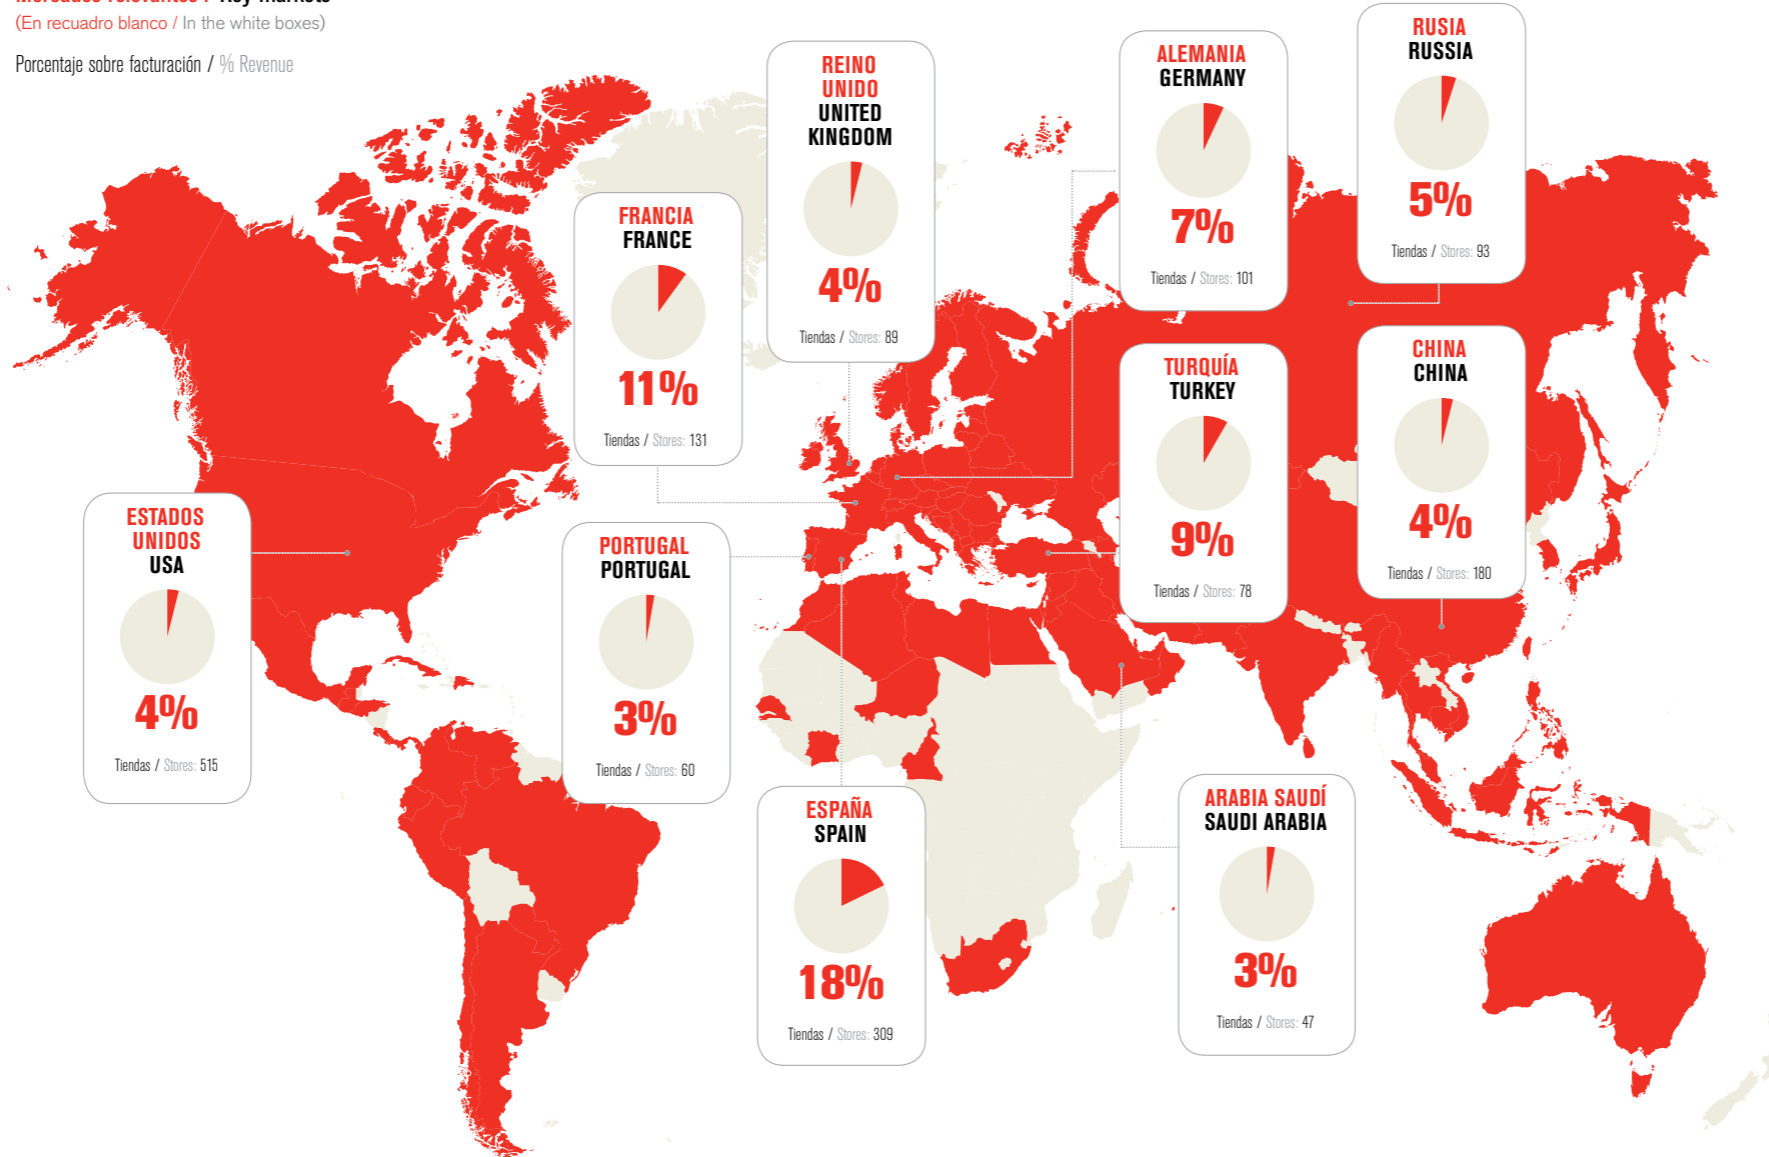 Mercados relevantes / Key markets
(En recuadro blanco / In the white boxes)
Porcentaje sobre facturación / % Revenue
REINO
UNIDO
UNITED
KINGDOM
4%
Tiendas / Stores: 89
ALEMANIA
GERMANY
7%
Tiendas / Stores: 101
RUSIA
RUSSIA
5%
Tiendas / Stores: 93
FRANCIA
FRANCE
11%
Tiendas / Stores: 131
TURQUÍA
TURKEY
9%
Tiendas / Stores: 78
CHINA
CHINA
4%
Tiendas / Stores: 180
ESTADOS
UNIDOS
USA
4%
Tiendas / Stores: 515
PORTUGAL
PORTUGAL
3%
Tiendas / Stores: 60
ESPAÑA
SPAIN
18%
Tiendas / Stores: 309
ARABIA SAUDÍ
SAUDI ARABIA
3%
Tiendas / Stores: 47